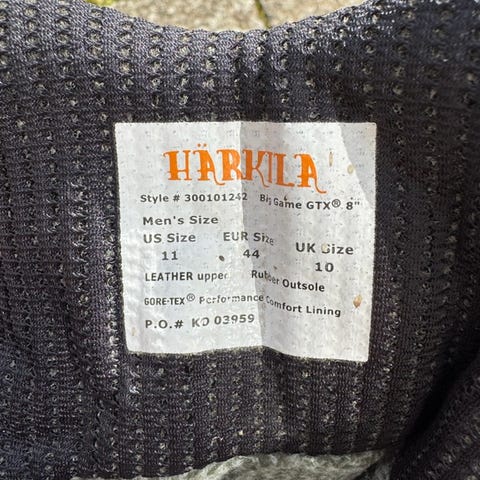 HÄRKILA
Style # 300101242 Big Game GTX® 8"
Men's Size
US Size EUR Size UK Size
11 44 10
LEATHER upper Rubber Outsole
GORE-TEX® Performance Comfort Lining
P.O.# KO 03959